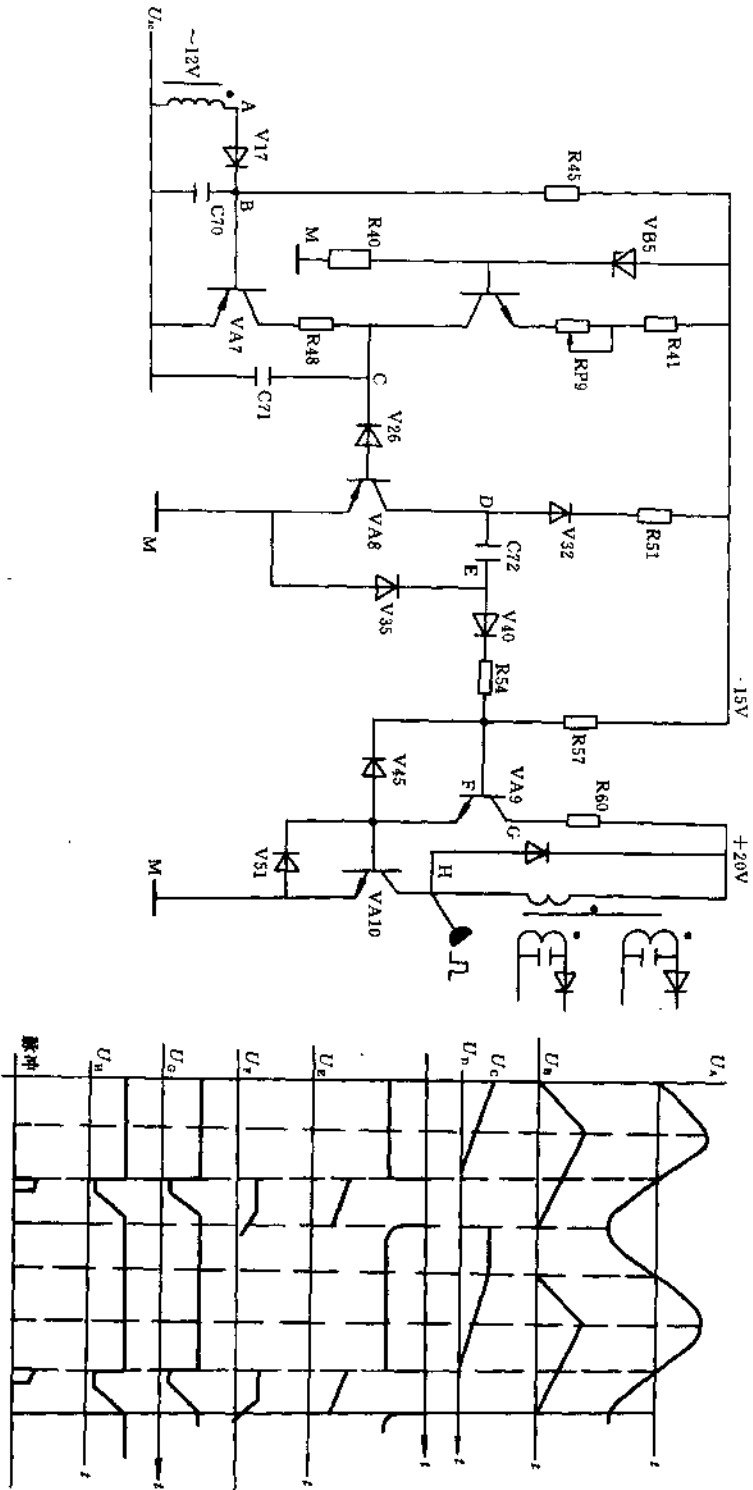 -15V
+20V
R45
VB5
R41
RP9
R51
R57
R60
V32
D
C72
E
V40
R54
VA9
F
G
H
R40
M
V17
B
C70
A
~12V
VA7
R48
C
C71
V26
VA8
V35
V45
V51
VA10
M
M
U_A
U_B
U_C
U_D
U_E
U_F
U_G
U_H
脉冲
t
t
t
t
t
t
t
t